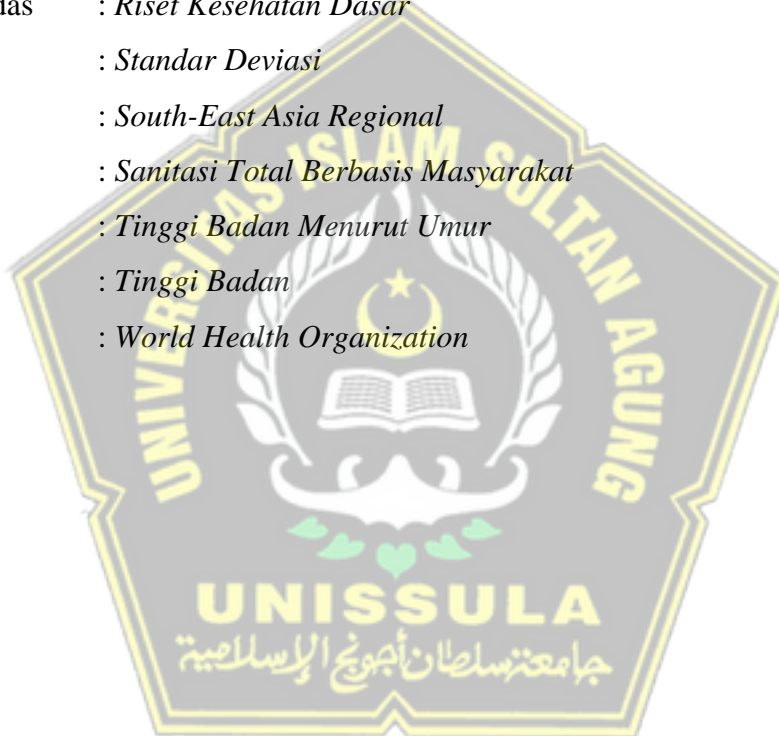 das : Riset Kesehatan Dasar
: Standar Deviasi
: South-East Asia Regional
: Sanitasi Total Berbasis Masyarakat
: Tinggi Badan Menurut Umur
: Tinggi Badan
: World Health Organization
UNIVERSITAS ISLAM SULTAN AGUNG
UNISSULA
جامعة سلطان أجونج الإسلامية